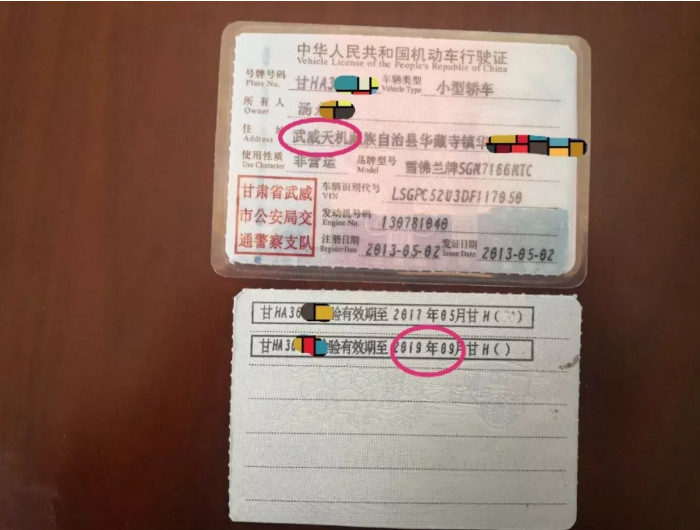 中华人民共和国机动车行驶证
Vehicle License of the People's Republic of China
号牌号码 甘HA3 车辆类型 小型轿车
Plate No. Vehicle Type
所有人 汤
Owner
住 址 武威天机 族自治县华藏寺镇华
Address
使用性质 非营运 品牌型号 雪佛兰牌SGM7166MTC
Use Character Model
甘肃省武威
市公安局交
通警察支队
车辆识别代号 LSGPC52U3DF117050
VIN
发动机号码 130781040
Engine No.
注册日期 2013-05-02 发证日期 2013-05-02
Register Date Issue Date
甘HA36 验有效期至 2017年05月甘H( )
甘HA30 验有效期至 2019年09月甘H()